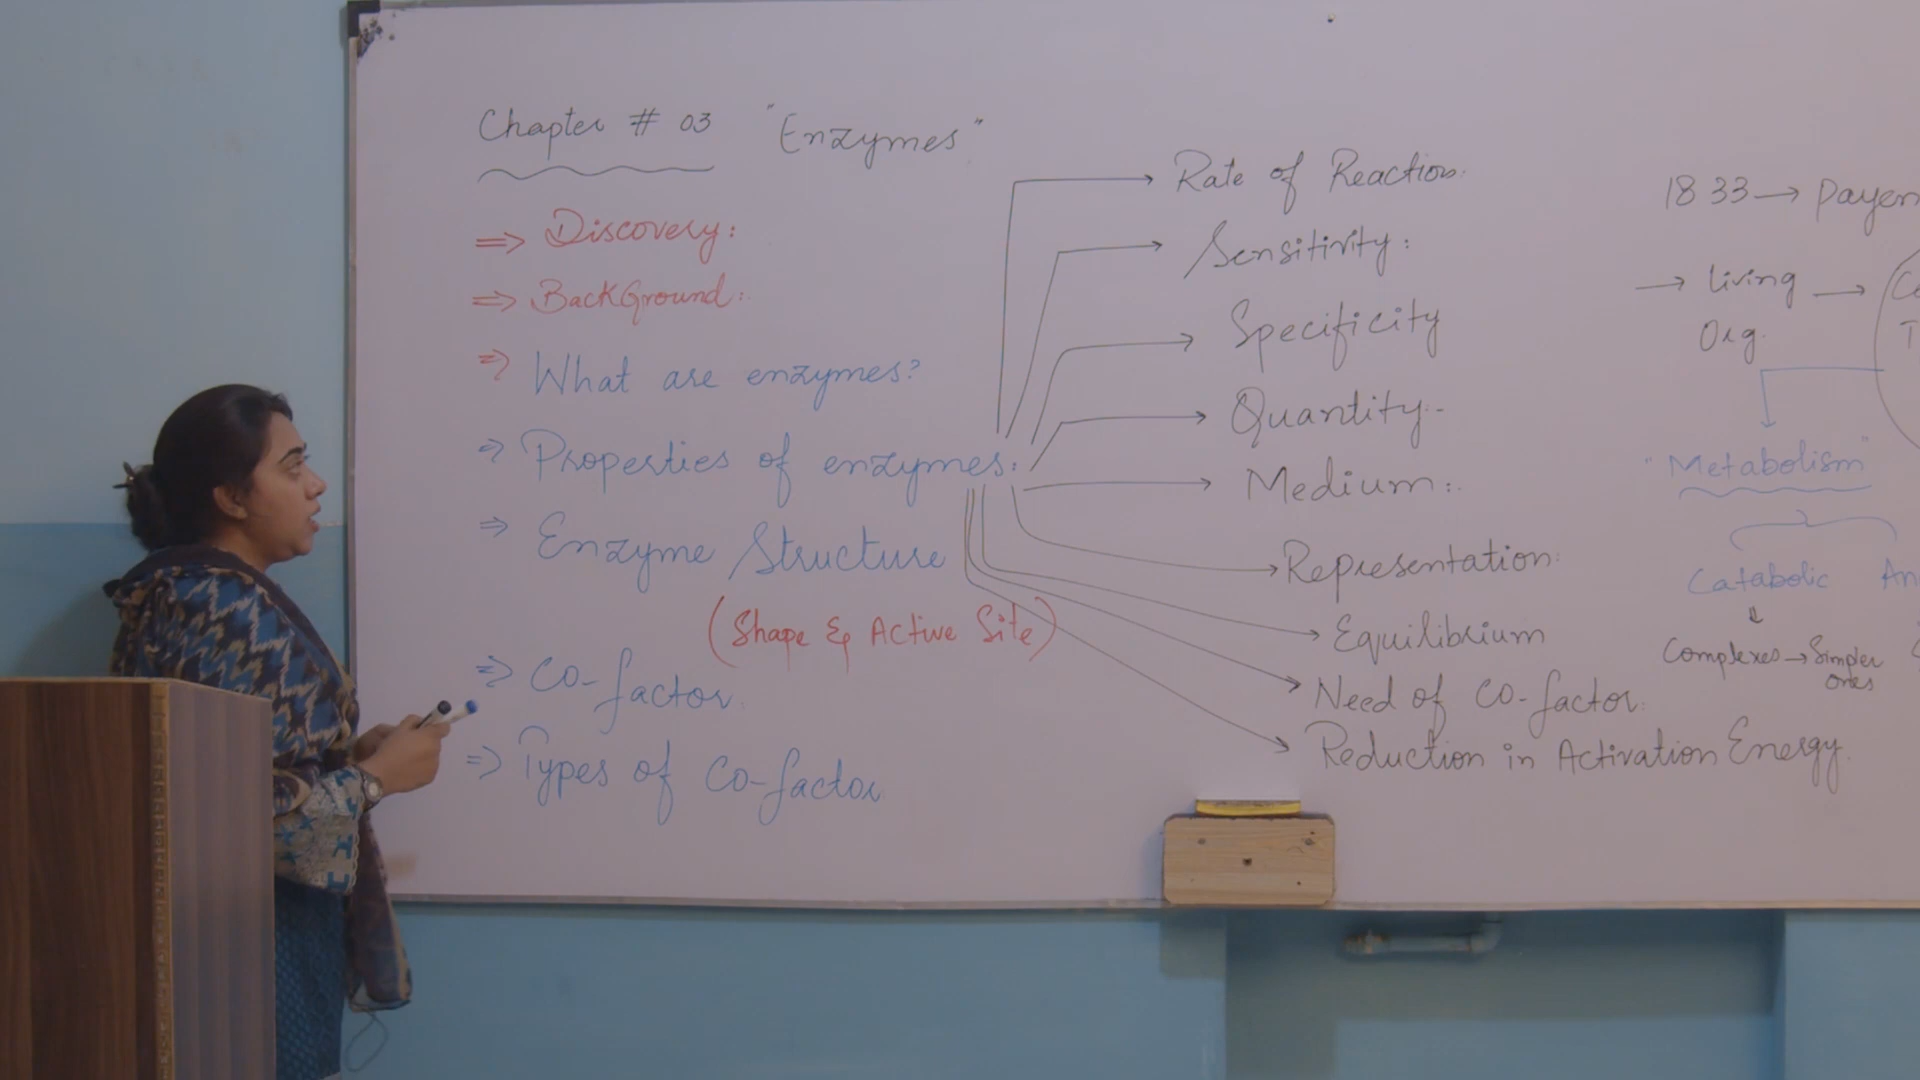 Chapter # 03 "Enzymes"
⇒ Discovery:
⇒ BackGround:
⇒ What are enzymes?
⇒ Properties of enzymes:
⇒ Enzyme Structure
(Shape & Active Site)
⇒ Co-factor.
⇒ Types of Co-factor
→ Rate of Reaction:
→ Sensitivity:
→ Specificity
→ Quantity:-
→ Medium:
→ Representation:
→ Equilibrium
→ Need of Co-factor:
→ Reduction in Activation Energy.
1833 → Payen
→ living →
Org.
"Metabolism"
Catabolic An
Complexes → Simpler
ones